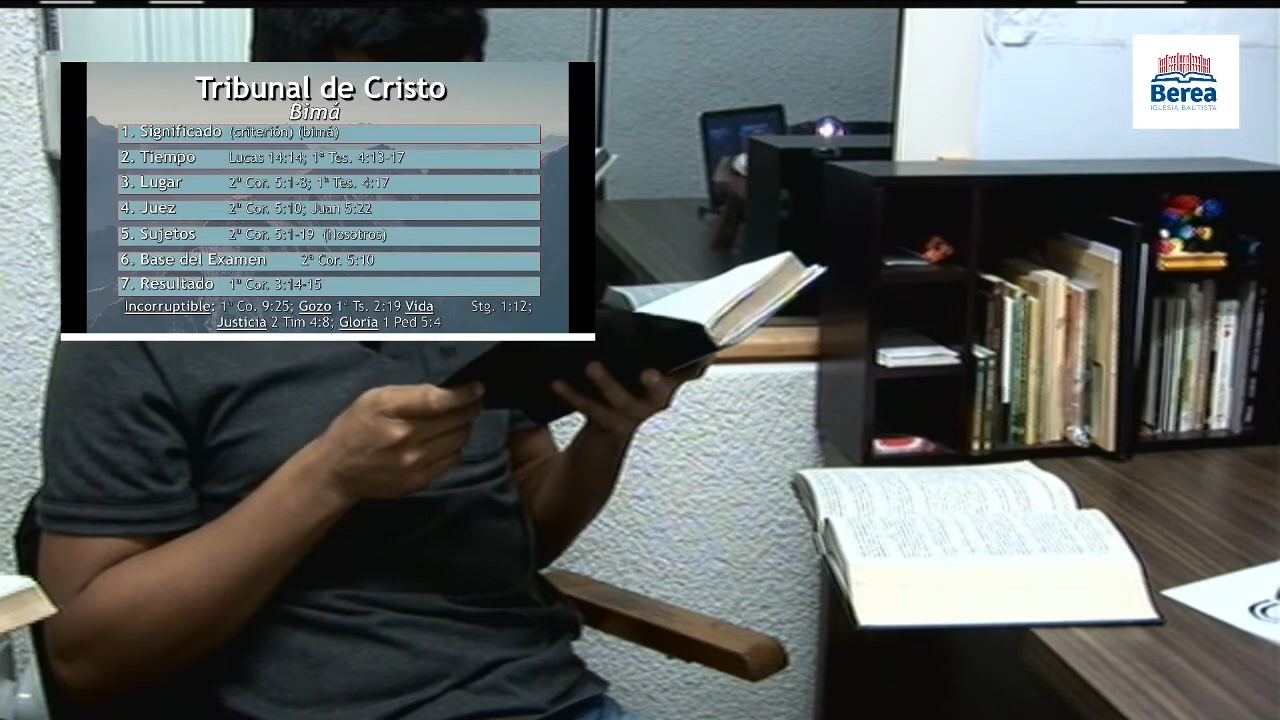 Tribunal de Cristo
Bimá
1. Significado (criterión) (bimá)
2. Tiempo Lucas 14:14; 1ª Tes. 4:13-17
3. Lugar 2ª Cor. 5:1-8; 1ª Tes. 4:17
4. Juez 2ª Cor. 5:10; Juan 5:22
5. Sujetos 2ª Cor. 5:1-19 (Nosotros)
6. Base del Examen 2ª Cor. 5:10
7. Resultado 1ª Cor. 3:14-15
Incorruptible: 1ª Co. 9:25; Gozo 1ª Ts. 2:19 Vida Stg. 1:12;
Justicia 2 Tim 4:8; Gloria 1 Ped 5:4
Berea
IGLESIA BAUTISTA